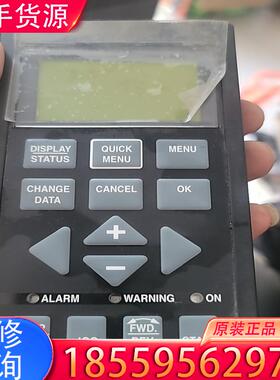 手货源
DISPLAY
STATUS
QUICK
MENU
MENU
CHANGE
DATA
CANCEL
OK
+
−
ALARM
WARNING
ON
FWD.
原装正品
修
询
1855956297